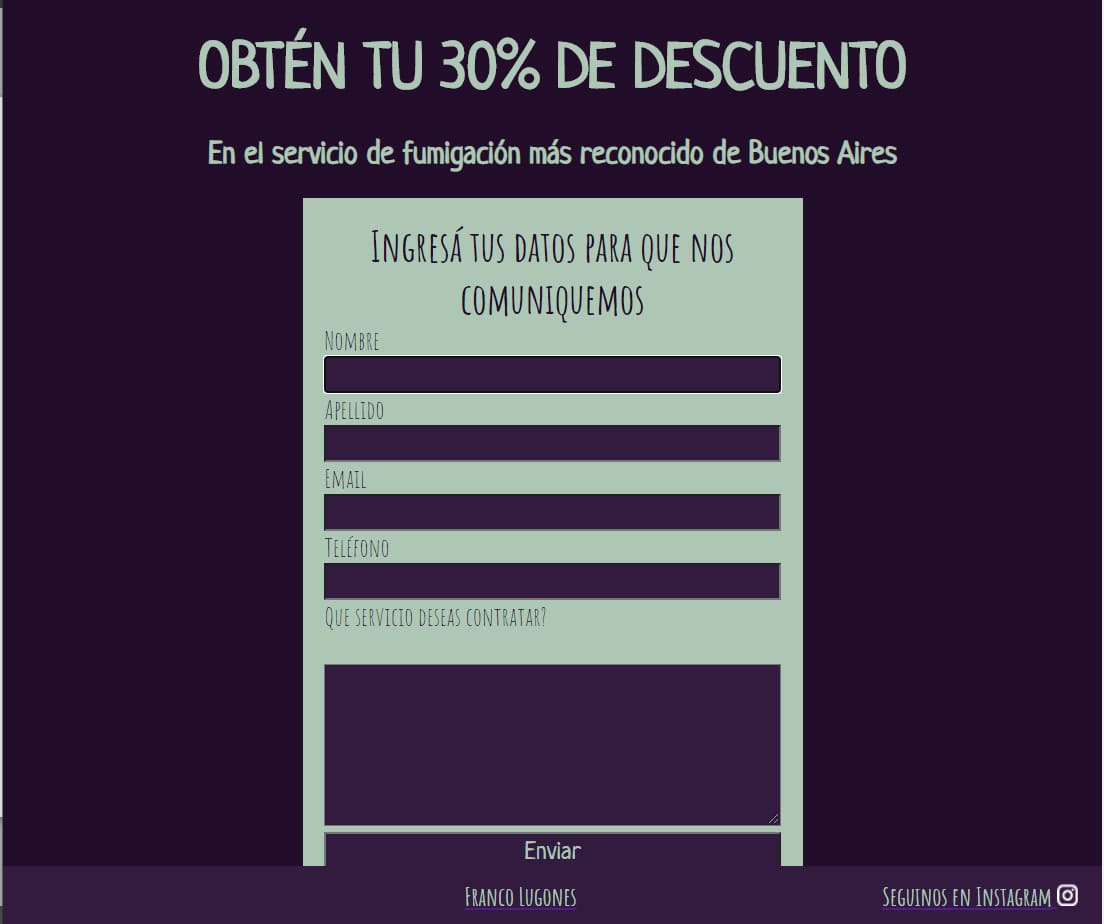 OBTÉN TU 30% DE DESCUENTO
En el servicio de fumigación más reconocido de Buenos Aires
Ingresá tus datos para que nos
comuniquemos
Nombre
Apellido
Email
Teléfono
Que servicio deseas contratar?
Enviar
Franco Lugones
Seguinos en Instagram